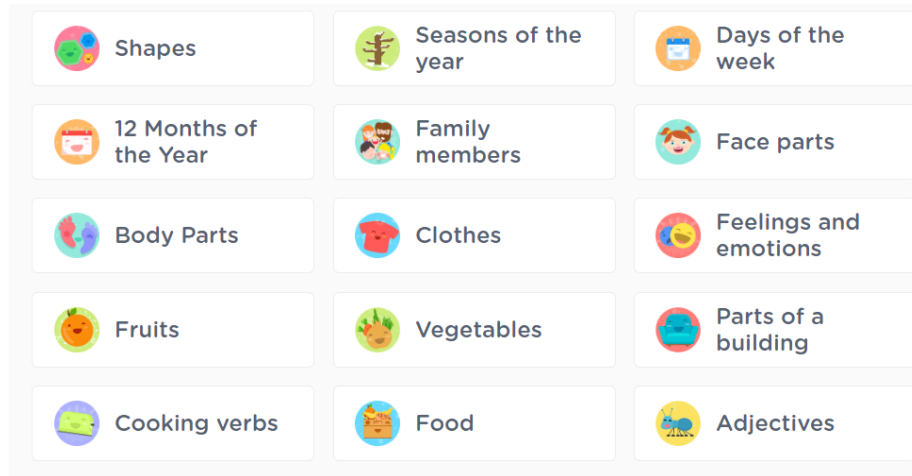 Shapes
Seasons of the
year
Days of the
week
12 Months of
the Year
Family
members
Face parts
Body Parts
Clothes
Feelings and
emotions
Fruits
Vegetables
Parts of a
building
Cooking verbs
Food
Adjectives